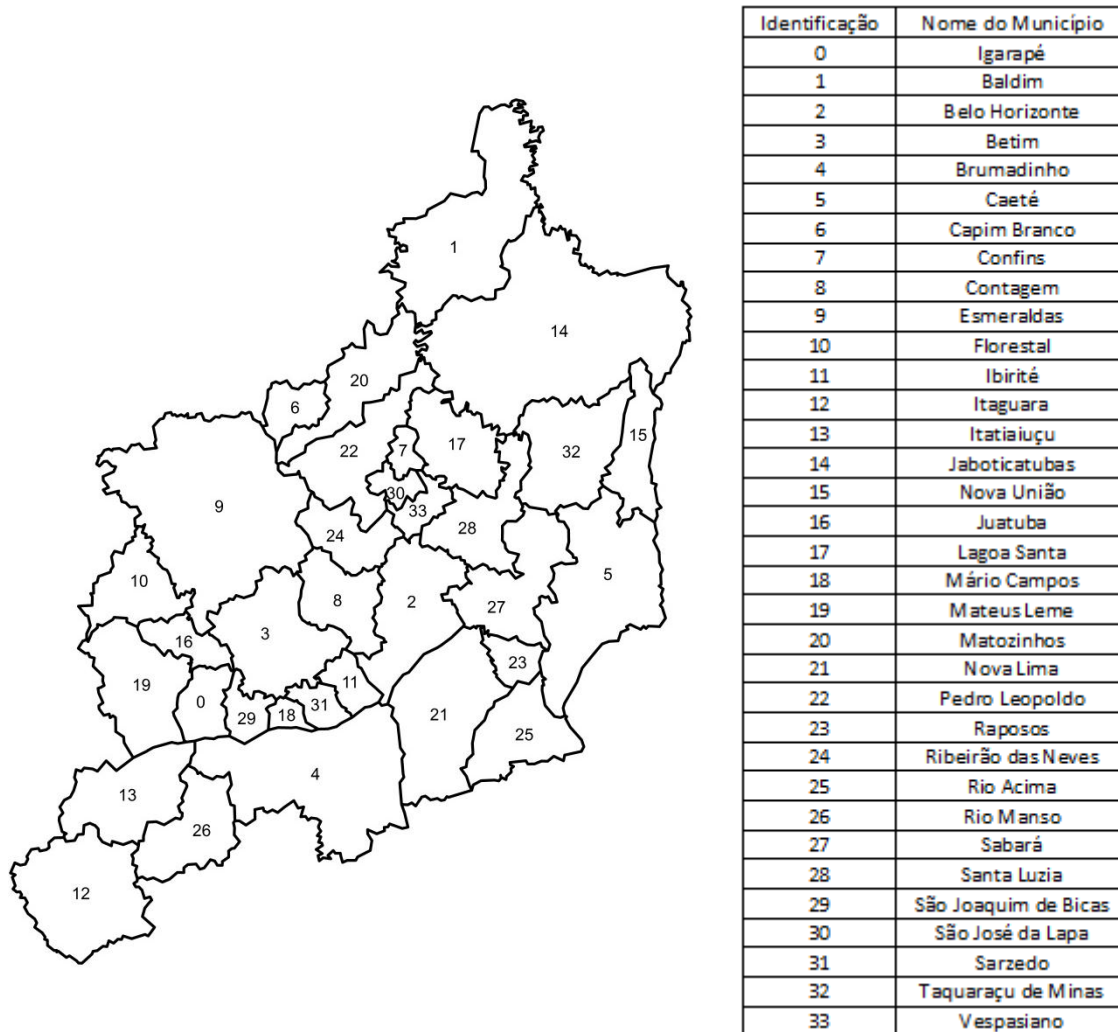 1
14
20
6
15
22
7
17
32
30
9
33
24
28
10
5
8
2
27
3
16
23
11
19
0
31
21
29
18
25
4
13
26
12
Identificação Nome do Município
0 Igarapé
1 Baldim
2 Belo Horizonte
3 Betim
4 Brumadinho
5 Caeté
6 Capim Branco
7 Confins
8 Contagem
9 Esmeraldas
10 Florestal
11 Ibirité
12 Itaguara
13 Itatiaiuçu
14 Jaboticatubas
15 Nova União
16 Juatuba
17 Lagoa Santa
18 Mário Campos
19 Mateus Leme
20 Matozinhos
21 Nova Lima
22 Pedro Leopoldo
23 Raposos
24 Ribeirão das Neves
25 Rio Acima
26 Rio Manso
27 Sabará
28 Santa Luzia
29 São Joaquim de Bicas
30 São José da Lapa
31 Sarzedo
32 Taquaraçu de Minas
33 Vespasiano